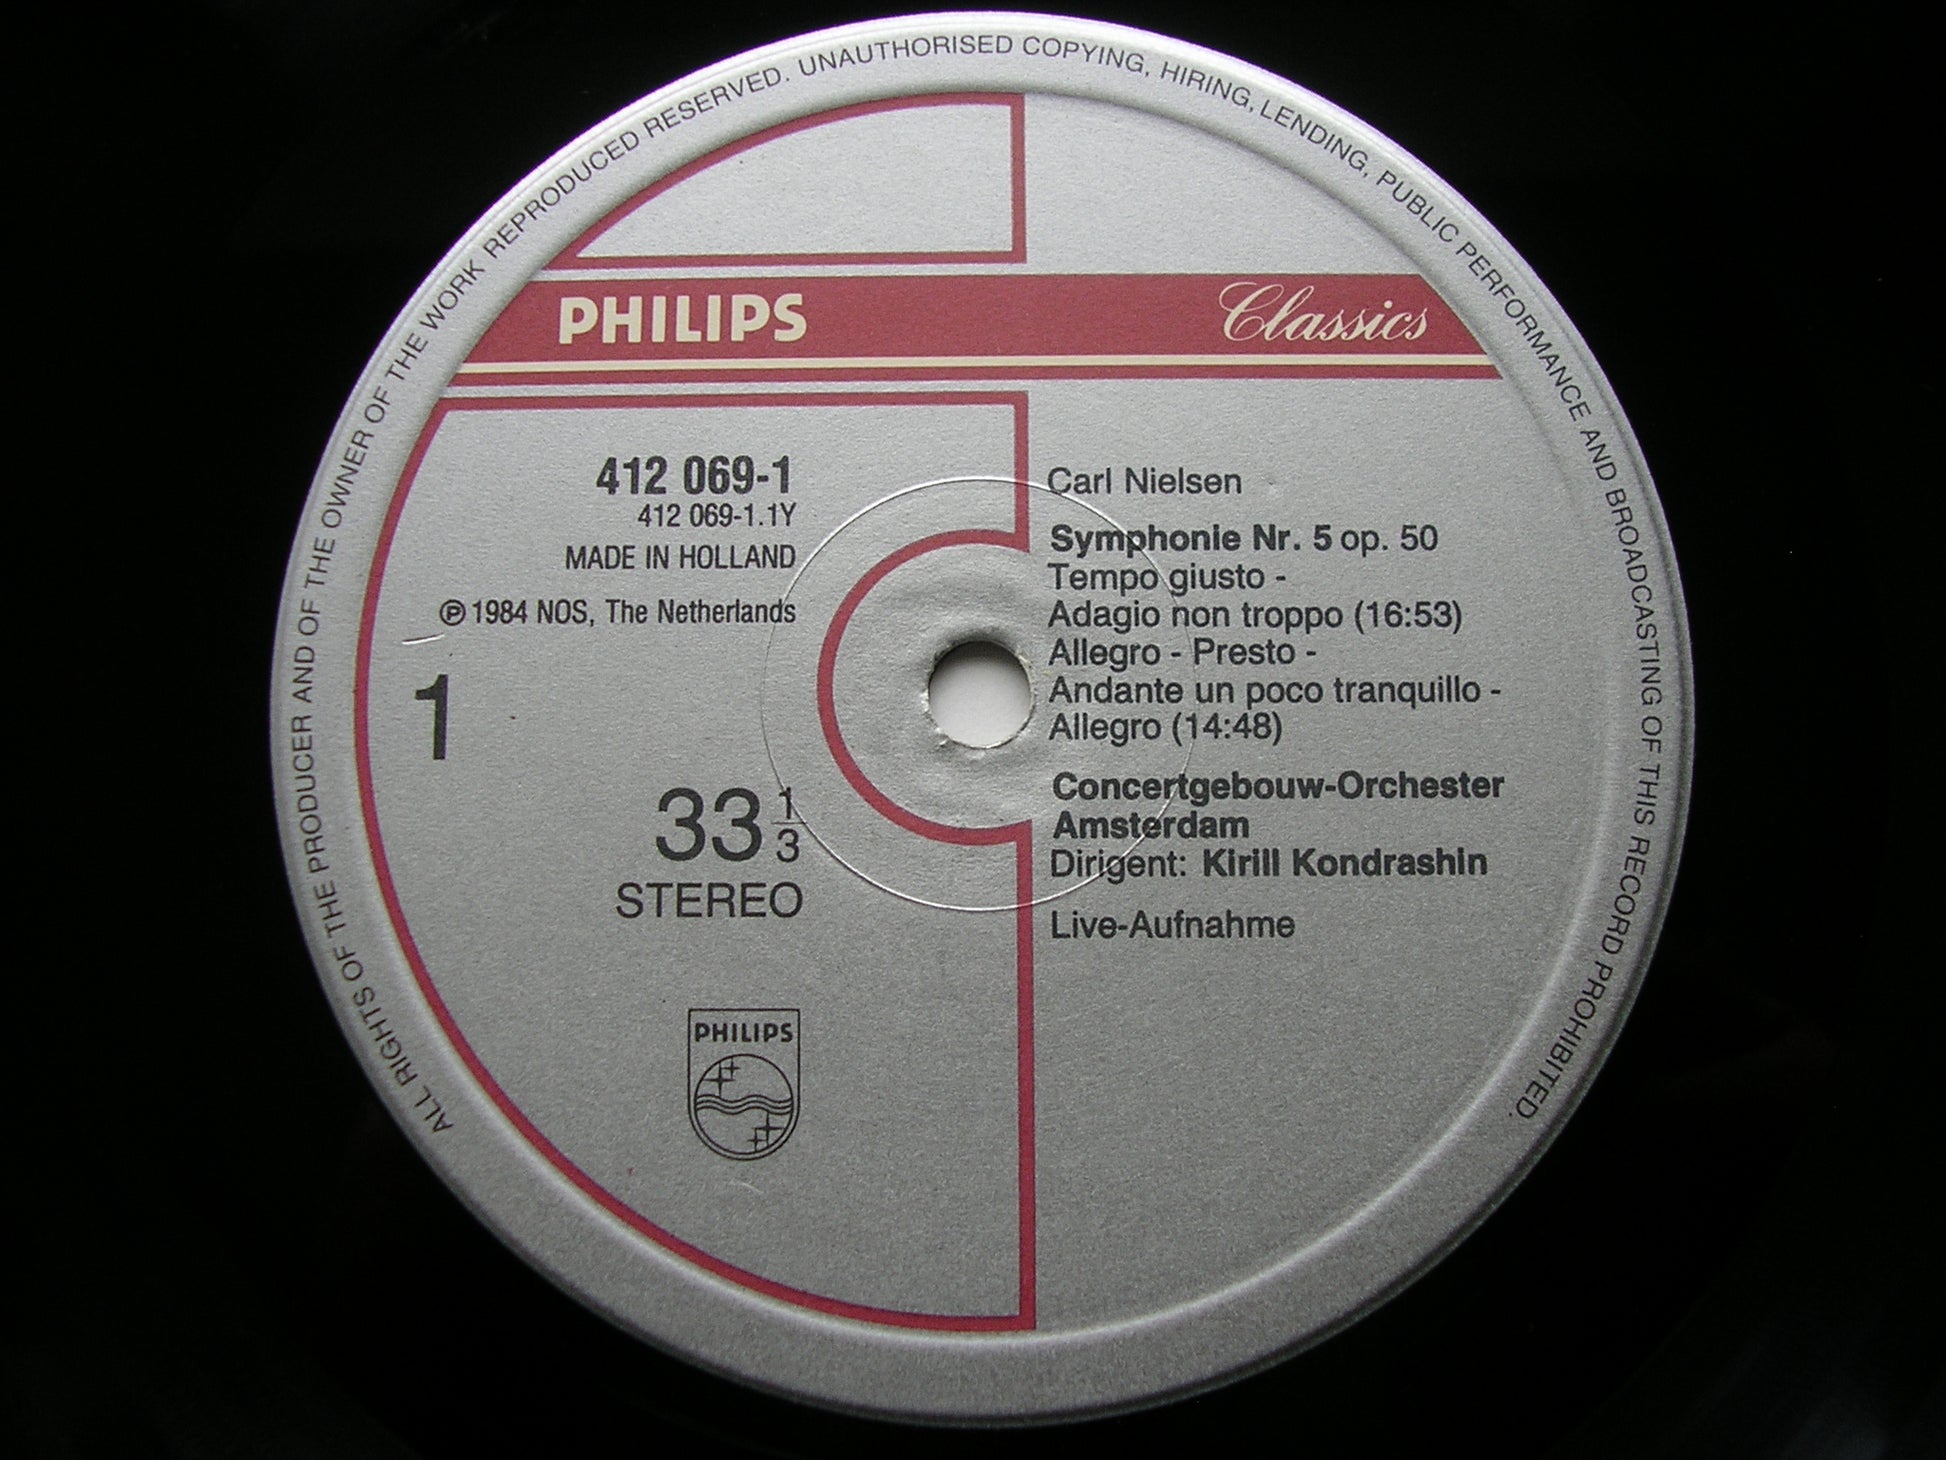 ALL RIGHTS OF THE PRODUCER AND OF THE OWNER OF THE WORK REPRODUCED RESERVED. UNAUTHORISED COPYING, HIRING, LENDING, PUBLIC PERFORMANCE AND BROADCASTING OF THIS RECORD PROHIBITED.
PHILIPS Classics
412 069-1
412 069-1.1Y
MADE IN HOLLAND
℗ 1984 NOS, The Netherlands
1
33 1/3
STEREO
PHILIPS
Carl Nielsen
Symphonie Nr. 5 op. 50
Tempo giusto -
Adagio non troppo (16:53)
Allegro - Presto -
Andante un poco tranquillo -
Allegro (14:48)
Concertgebouw-Orchester
Amsterdam
Dirigent: Kirill Kondrashin
Live-Aufnahme